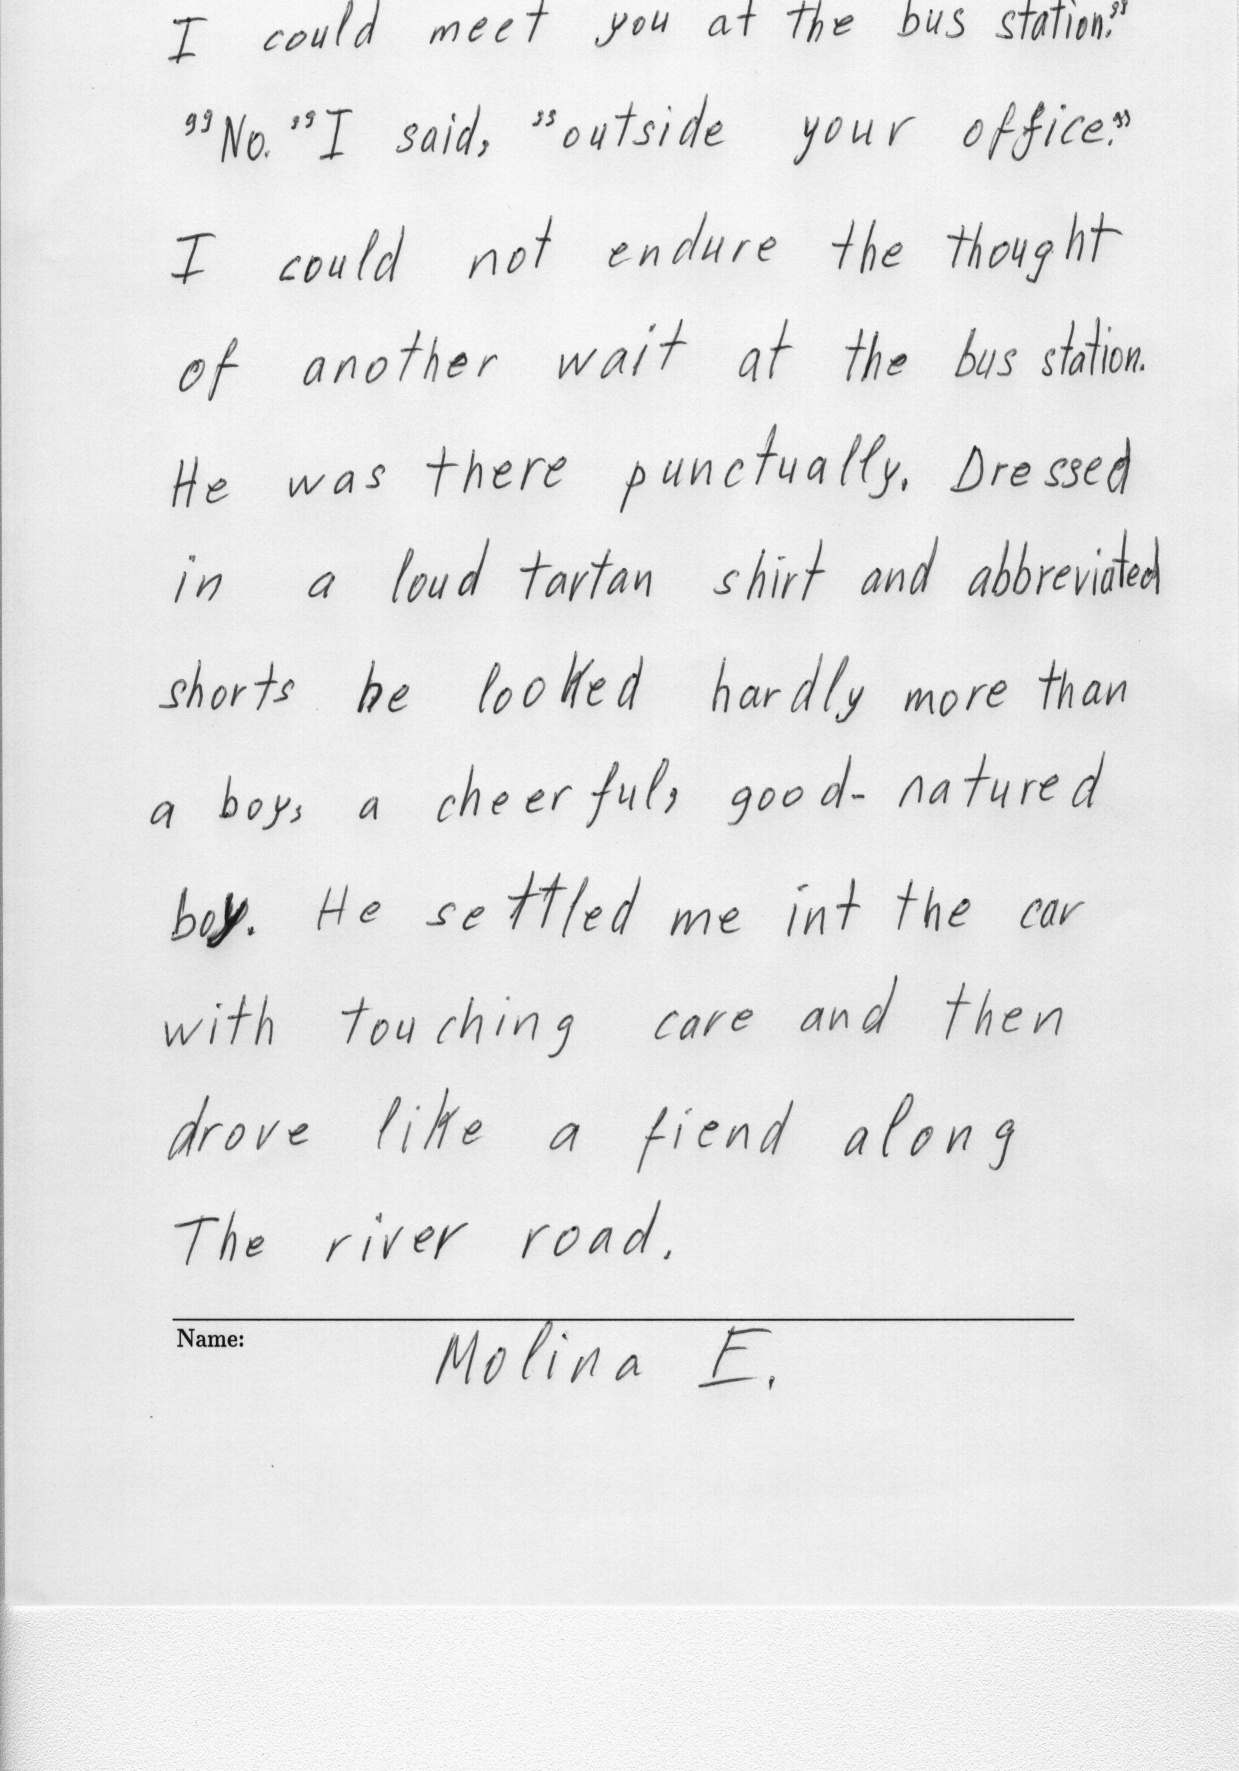 I could meet you at the bus station."
"No." I said, "outside your office."
I could not endure the thought
of another wait at the bus station.
He was there punctually. Dressed
in a loud tartan shirt and abbreviated
shorts he looked hardly more than
a boy, a cheerful, good-natured
boy. He settled me int the car
with touching care and then
drove like a fiend along
The river road.
Name:
Molina E.